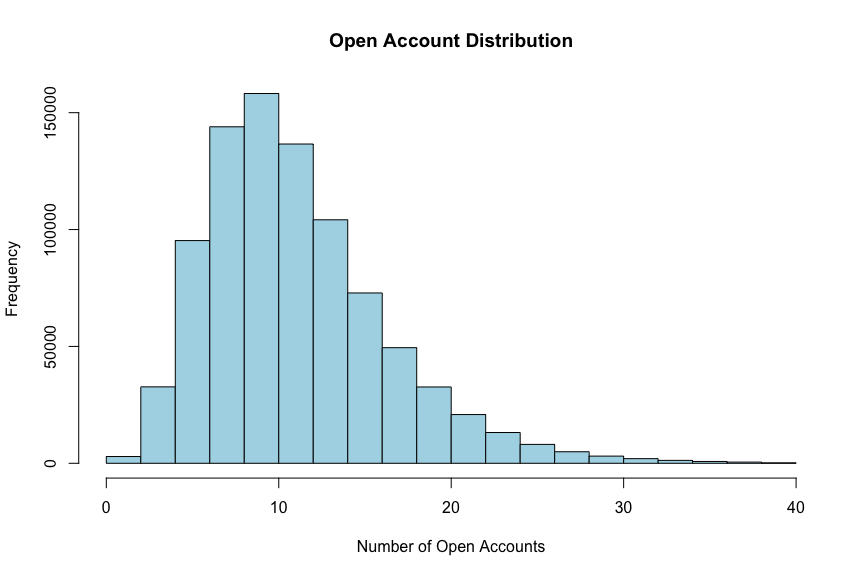 Open Account Distribution
150000
100000
50000
0
Frequency
0 10 20 30 40
Number of Open Accounts